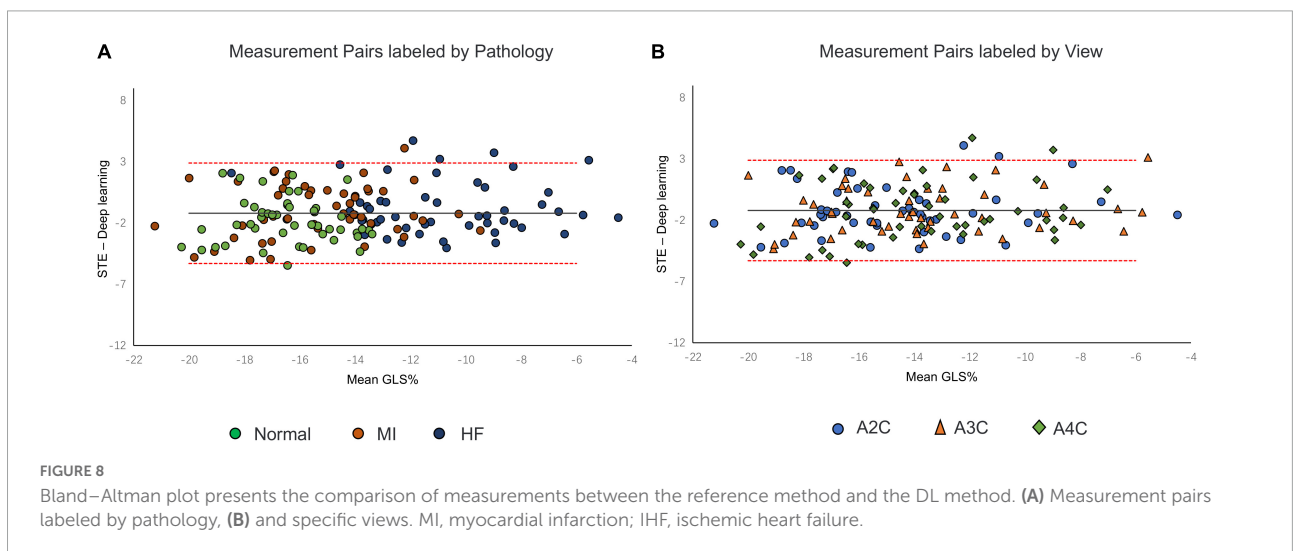 A Measurement Pairs labeled by Pathology
STE – Deep learning
8
3
-2
-7
-12
-22 -20 -18 -16 -14 -12 -10 -8 -6 -4
Mean GLS%
Normal MI HF
B Measurement Pairs labeled by View
STE – Deep learning
8
3
-2
-7
-12
-22 -20 -18 -16 -14 -12 -10 -8 -6 -4
Mean GLS%
A2C A3C A4C
FIGURE 8
Bland–Altman plot presents the comparison of measurements between the reference method and the DL method. (A) Measurement pairs
labeled by pathology, (B) and specific views. MI, myocardial infarction; IHF, ischemic heart failure.